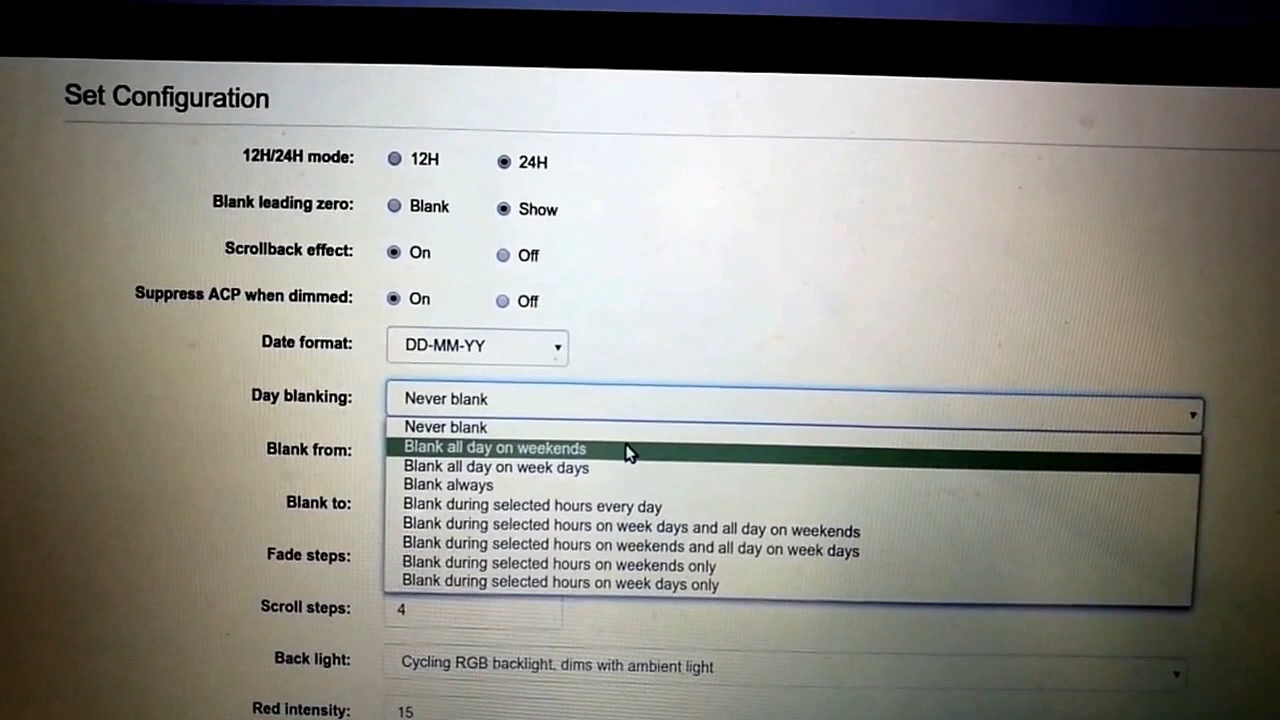 Set Configuration
12H/24H mode: 12H 24H
Blank leading zero: Blank Show
Scrollback effect: On Off
Suppress ACP when dimmed: On Off
Date format: DD-MM-YY
Day blanking: Never blank
Never blank
Blank from: Blank all day on weekends
Blank all day on week days
Blank always
Blank to: Blank during selected hours every day
Blank during selected hours on week days and all day on weekends
Blank during selected hours on weekends and all day on week days
Fade steps: Blank during selected hours on weekends only
Blank during selected hours on week days only
Scroll steps: 4
Back light: Cycling RGB backlight, dims with ambient light
Red intensity: 15